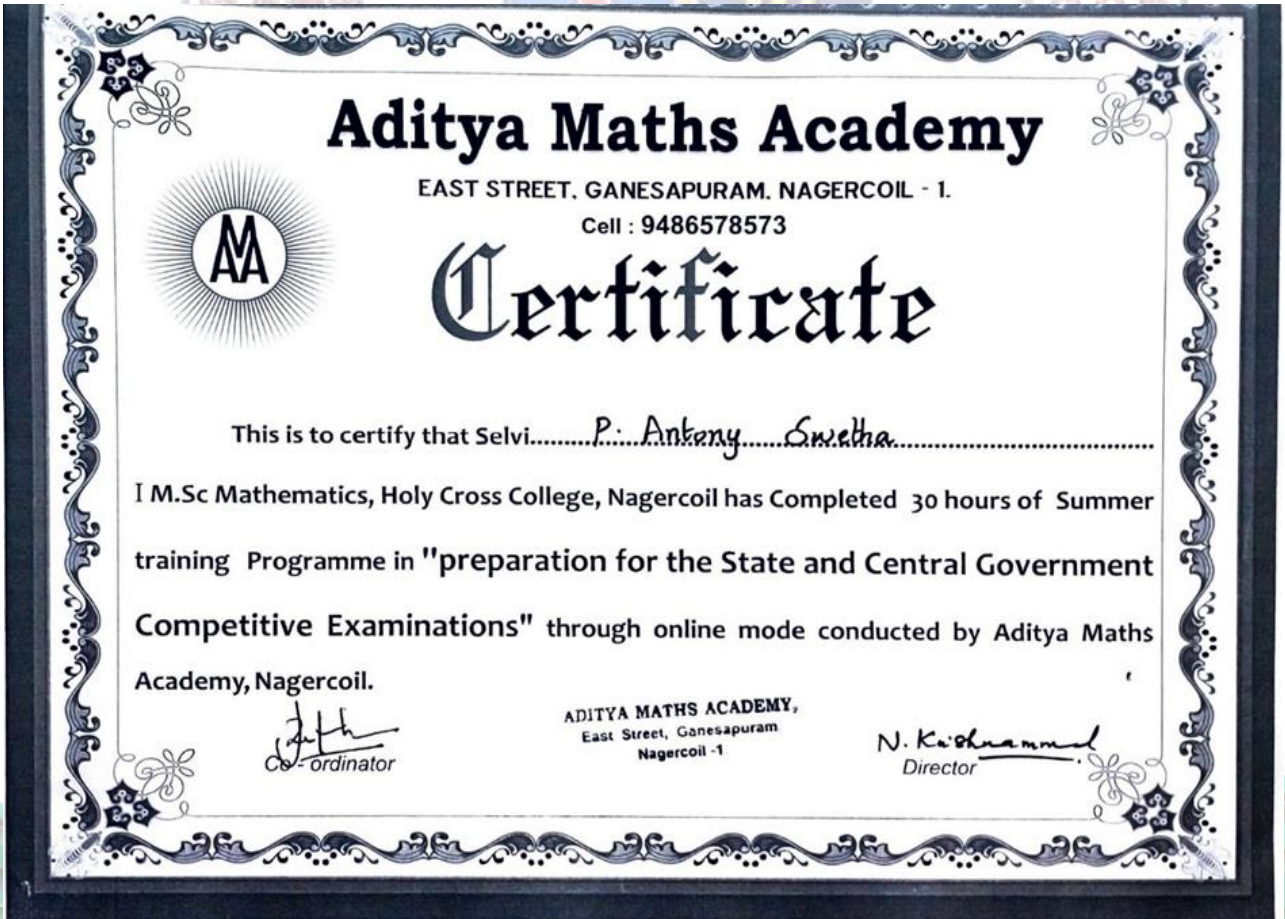 Aditya Maths Academy
EAST STREET, GANESAPURAM, NAGERCOIL - 1.
Cell : 9486578573
MAA
Certificate
This is to certify that Selvi.........P. Antony Swetha.........
I M.Sc Mathematics, Holy Cross College, Nagercoil has Completed 30 hours of Summer
training Programme in "preparation for the State and Central Government
Competitive Examinations" through online mode conducted by Aditya Maths
Academy, Nagercoil.
ADITYA MATHS ACADEMY,
East Street, Ganesapuram
Nagercoil -1
Co - ordinator
N. Krishnammal
Director